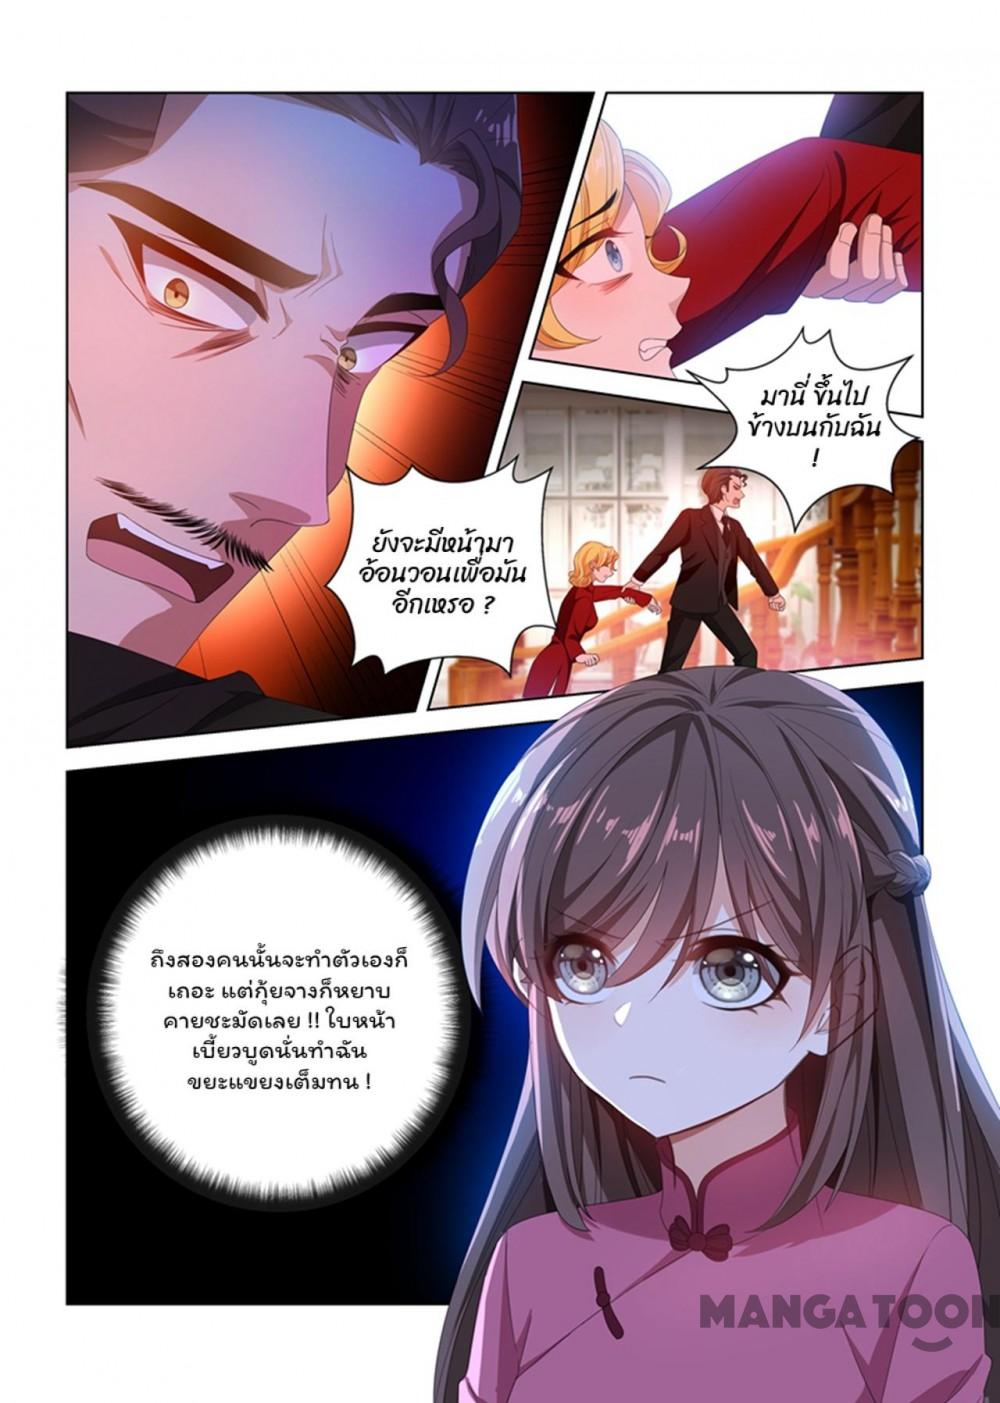 มานี่ ขึ้นไป
ข้างบนกับฉัน
!
ยังจะมีหน้ามา
อ้อนวอนเพื่อมัน
อีกเหรอ ?
ถึงสองคนนั้นจะทำตัวเองก็
เถอะ แต่กุ้ยจางก็หยาบ
คายชะมัดเลย !! ใบหน้า
เบี้ยวบูดนั่นทำฉัน
ขยะแขยงเต็มทน !
MANGATOON